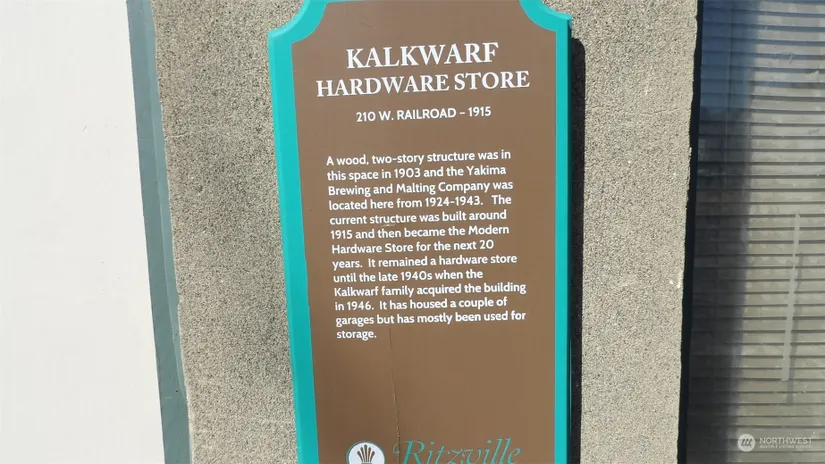 KALKWARF
HARDWARE STORE
210 W. RAILROAD – 1915
A wood, two-story structure was in
this space in 1903 and the Yakima
Brewing and Malting Company was
located here from 1924-1943. The
current structure was built around
1915 and then became the Modern
Hardware Store for the next 20
years. It remained a hardware store
until the late 1940s when the
Kalkwarf family acquired the building
in 1946. It has housed a couple of
garages but has mostly been used for
storage.
Ritzville
NORTHWEST